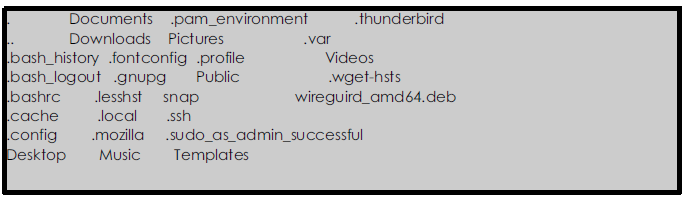 . Documents .pam_environment .thunderbird
.. Downloads Pictures .var
.bash_history .fontconfig .profile Videos
.bash_logout .gnupg Public .wget-hsts
.bashrc .lesshst snap wireguird_amd64.deb
.cache .local .ssh
.config .mozilla .sudo_as_admin_successful
Desktop Music Templates